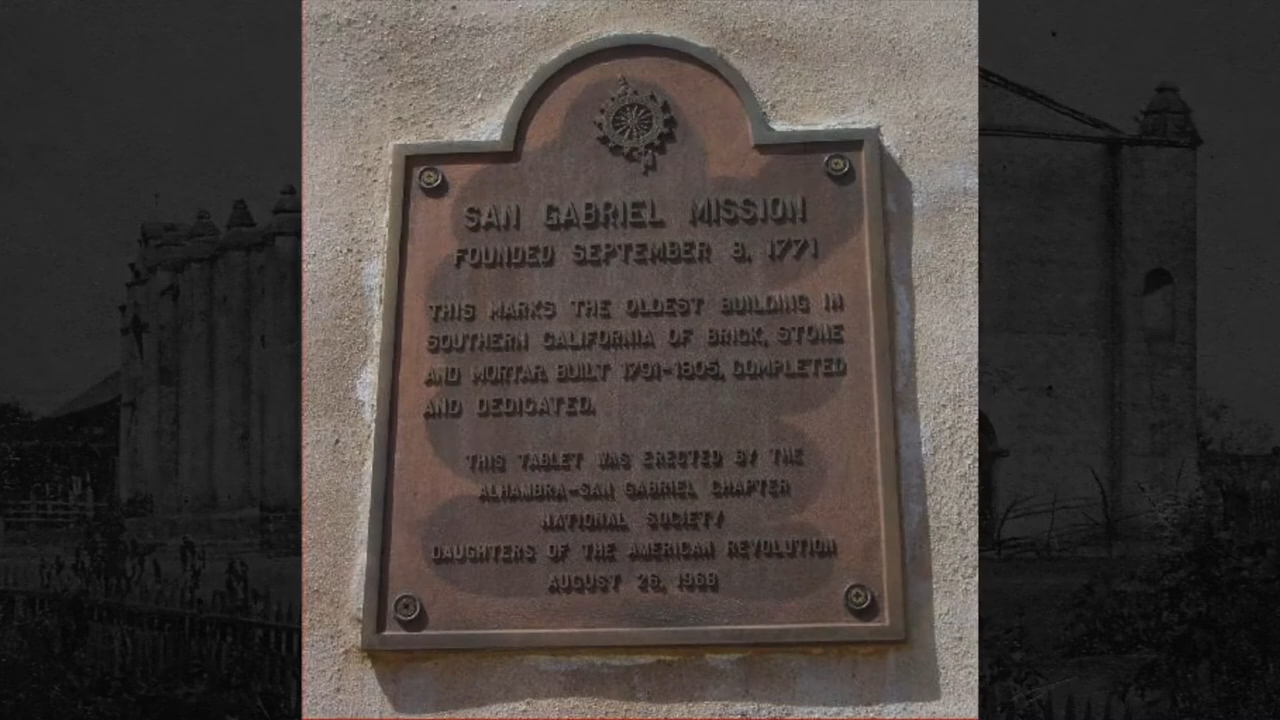 SAN GABRIEL MISSION
FOUNDED SEPTEMBER 8, 1771
THIS MARKS THE OLDEST BUILDING IN
SOUTHERN CALIFORNIA OF BRICK, STONE
AND MORTAR BUILT 1791-1805, COMPLETED
AND DEDICATED.
THIS TABLET WAS ERECTED BY THE
ALHAMBRA-SAN GABRIEL CHAPTER
NATIONAL SOCIETY
DAUGHTERS OF THE AMERICAN REVOLUTION
AUGUST 26, 1968